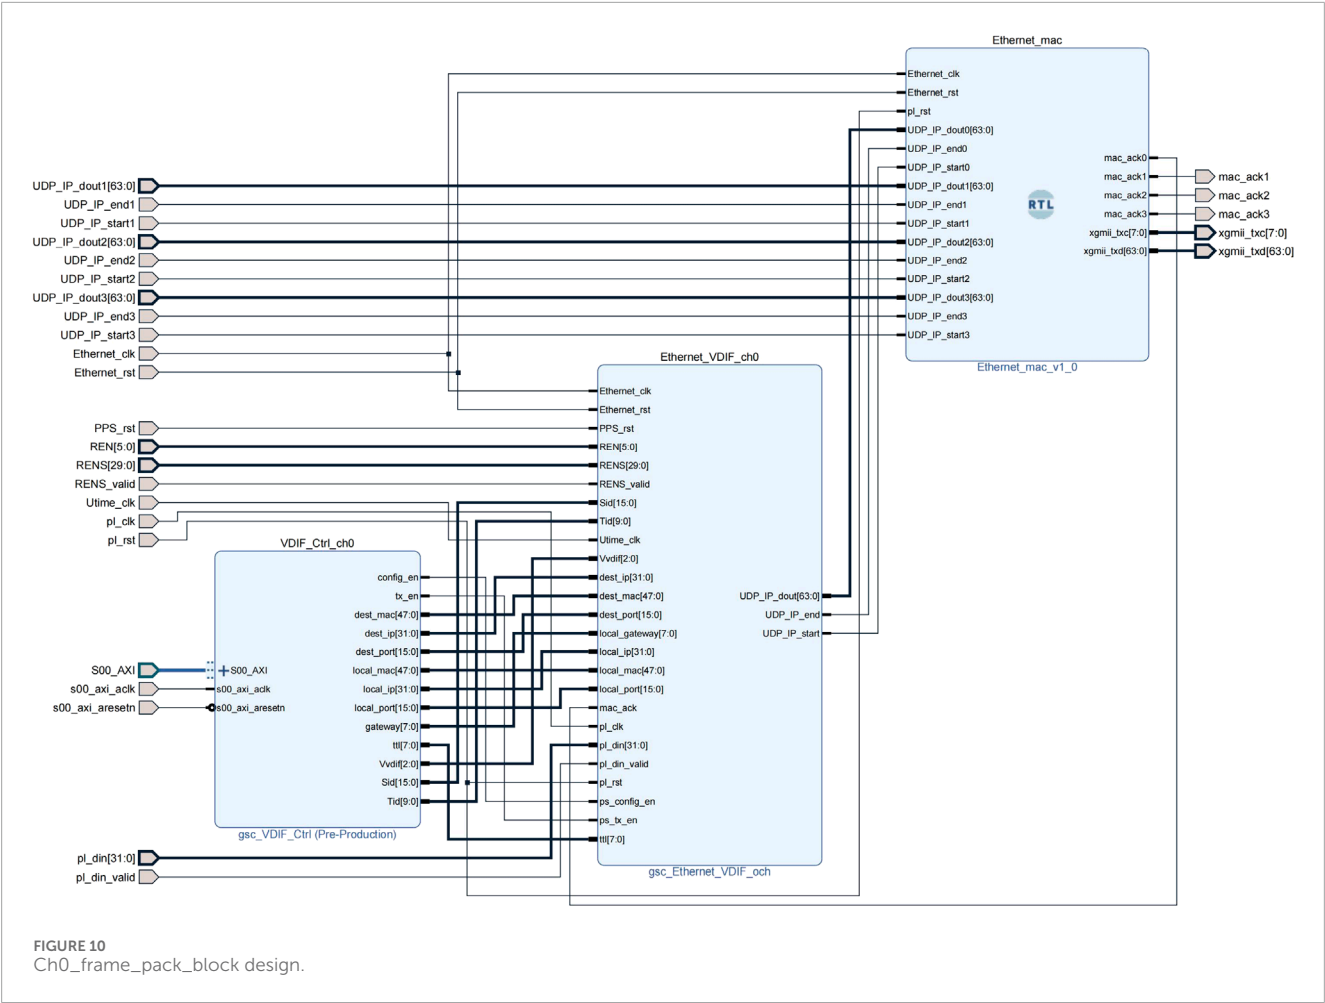 Ethernet_mac
Ethernet_clk
Ethernet_rst
pl_rst
UDP_IP_dout0[63:0]
UDP_IP_end0
UDP_IP_start0
UDP_IP_dout1[63:0]
UDP_IP_end1
UDP_IP_start1
UDP_IP_dout2[63:0]
UDP_IP_end2
UDP_IP_start2
UDP_IP_dout3[63:0]
UDP_IP_end3
UDP_IP_start3
RTL
mac_ack0
mac_ack1
mac_ack2
mac_ack3
xgmii_txc[7:0]
xgmii_txd[63:0]
Ethernet_mac_v1_0
mac_ack1
mac_ack2
mac_ack3
xgmii_txc[7:0]
xgmii_txd[63:0]
UDP_IP_dout1[63:0]
UDP_IP_end1
UDP_IP_start1
UDP_IP_dout2[63:0]
UDP_IP_end2
UDP_IP_start2
UDP_IP_dout3[63:0]
UDP_IP_end3
UDP_IP_start3
Ethernet_clk
Ethernet_rst
PPS_rst
REN[5:0]
RENS[29:0]
RENS_valid
Utime_clk
pl_clk
pl_rst
S00_AXI
s00_axi_aclk
s00_axi_aresetn
pl_din[31:0]
pl_din_valid
VDIF_Ctrl_ch0
S00_AXI
s00_axi_aclk
s00_axi_aresetn
config_en
tx_en
dest_mac[47:0]
dest_ip[31:0]
dest_port[15:0]
local_mac[47:0]
local_ip[31:0]
local_port[15:0]
gateway[7:0]
ttl[7:0]
Vvdif[2:0]
Sid[15:0]
Tid[9:0]
gsc_VDIF_Ctrl (Pre-Production)
Ethernet_VDIF_ch0
Ethernet_clk
Ethernet_rst
PPS_rst
REN[5:0]
RENS[29:0]
RENS_valid
Sid[15:0]
Tid[9:0]
Utime_clk
Vvdif[2:0]
dest_ip[31:0]
dest_mac[47:0]
dest_port[15:0]
local_gateway[7:0]
local_ip[31:0]
local_mac[47:0]
local_port[15:0]
mac_ack
pl_clk
pl_din[31:0]
pl_din_valid
pl_rst
ps_config_en
ps_tx_en
ttl[7:0]
UDP_IP_dout[63:0]
UDP_IP_end
UDP_IP_start
gsc_Ethernet_VDIF_och
FIGURE 10
Ch0_frame_pack_block design.